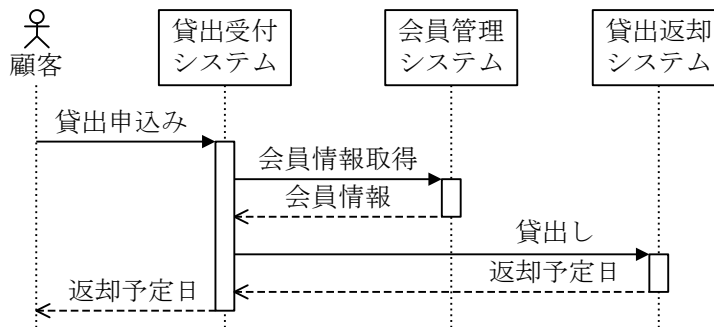 顧客
貸出受付
システム
会員管理
システム
貸出返却
システム
貸出申込み
会員情報取得
会員情報
貸出し
返却予定日
返却予定日